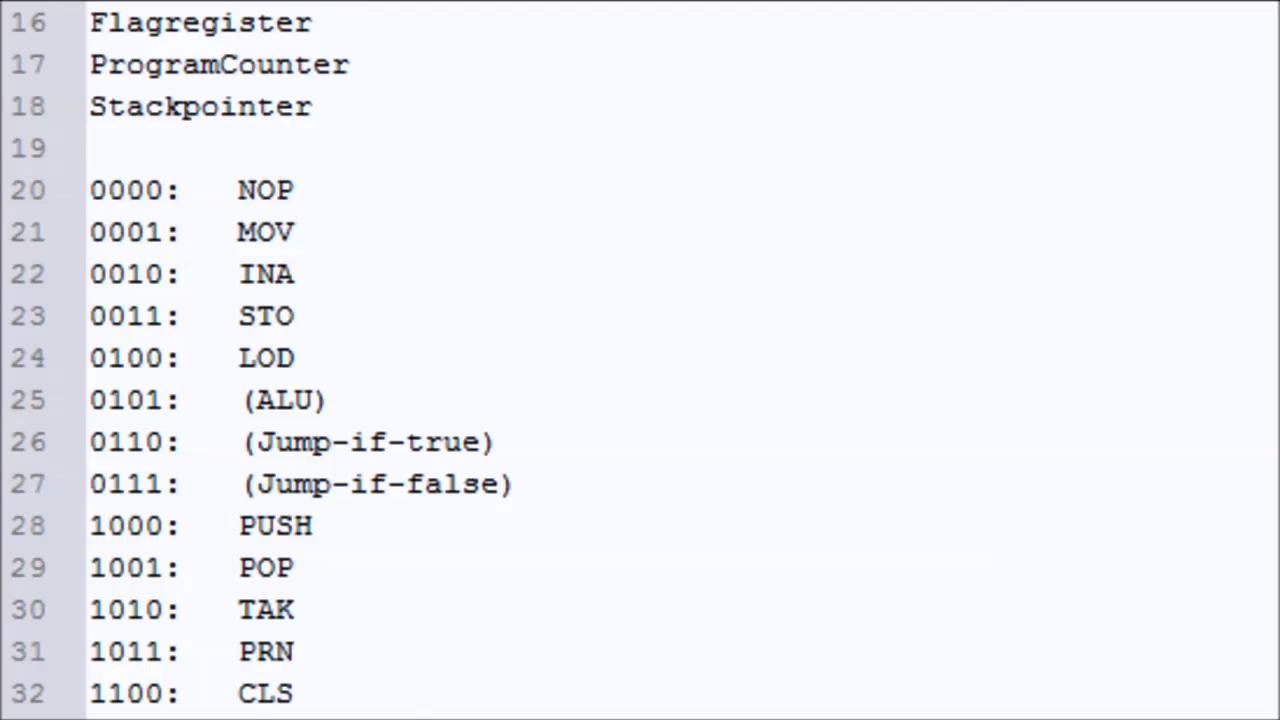 16 Flagregister
17 ProgramCounter
18 Stackpointer
19
20 0000: NOP
21 0001: MOV
22 0010: INA
23 0011: STO
24 0100: LOD
25 0101: (ALU)
26 0110: (Jump-if-true)
27 0111: (Jump-if-false)
28 1000: PUSH
29 1001: POP
30 1010: TAK
31 1011: PRN
32 1100: CLS